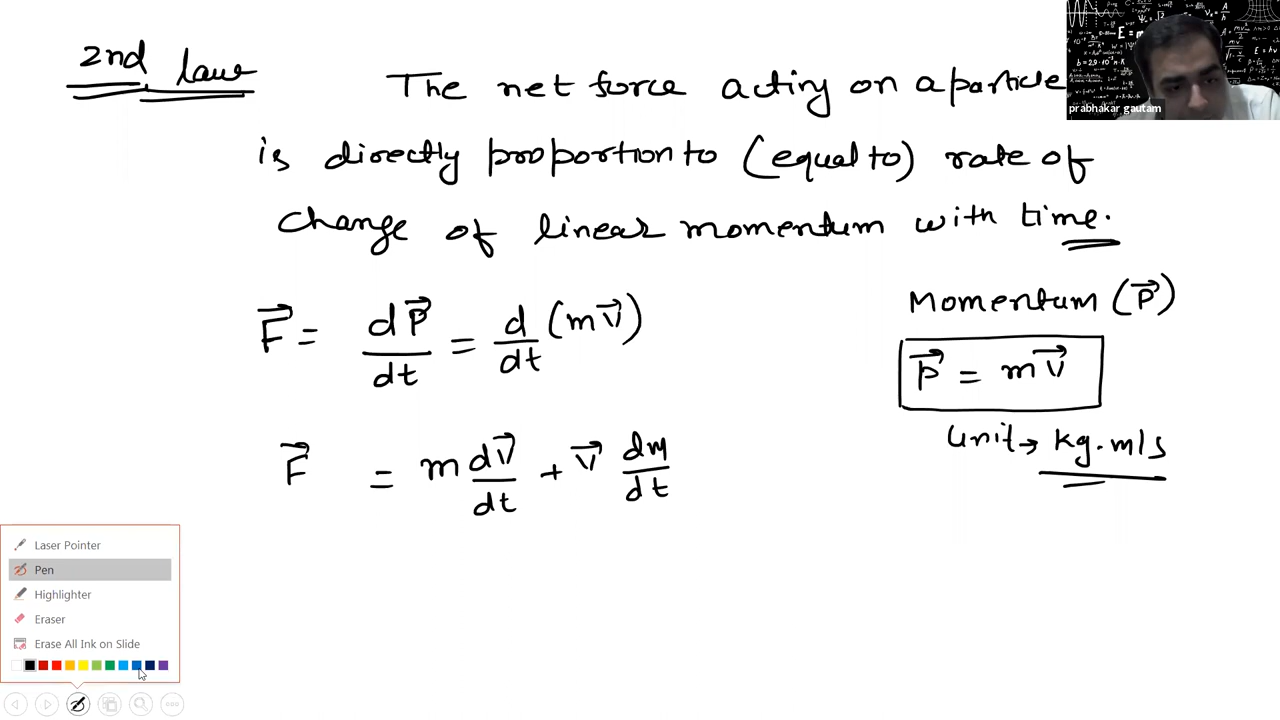 2nd law
The net force acting on a particle
is directly proportion to (equal to) rate of
change of linear momentum with time.
Momentum (P⃗)
F⃗ = dP⃗/dt = d/dt (mV⃗)
P⃗ = mV⃗
Unit → kg.m/s
F⃗ = m dV⃗/dt + V⃗ dm/dt
prabhakar gautam
Laser Pointer
Pen
Highlighter
Eraser
Erase All Ink on Slide